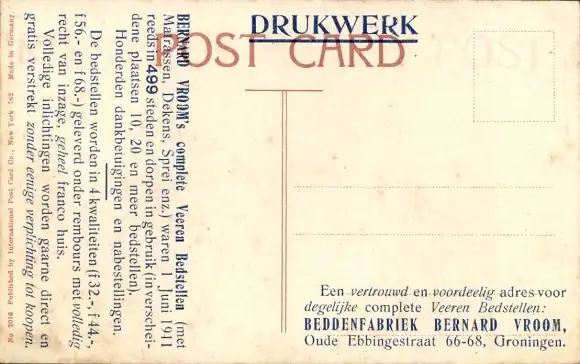 DRUKWERK
POST CARD
BERNARD VROOM's complete Veeren Bedstellen (met
Matrassen, Dekens, Sprei enz.) waren 1 Juni 1941
reeds in 499 steden en dorpen in gebruik (in verschei-
dene plaatsen 10, 20 en meer bedstellen).
Honderden dankbetuigingen en nabestellingen.
De bedstellen worden in 4 kwaliteiten (f 32.-, f 44.-,
f 56.- en f 68.-) geleverd onder rembours met volledig
recht van inzage, geheel franco huis.
Volledige inlichtingen worden gaarne direct en
gratis verstrekt zonder eenige verplichting tot koopen.
No 2016 Published by International Post Card Co., New York 762 Made in Germany
Een vertrouwd en voordeelig adres voor
degelijke complete Veeren Bedstellen:
BEDDENFABRIEK BERNARD VROOM,
Oude Ebbingestraat 66-68, Groningen.